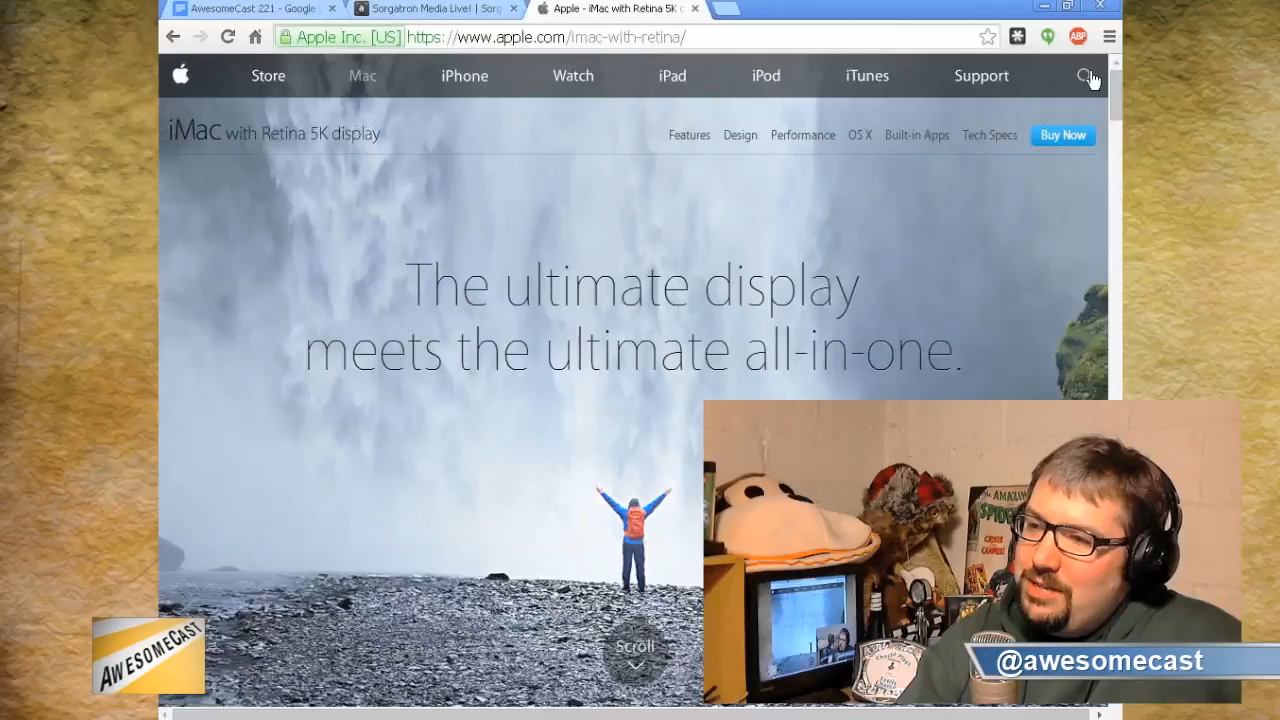 AwesomeCast 221 - Google
Sorgatron Media Live! | Sorg
Apple - iMac with Retina 5K d
Apple Inc. [US] https://www.apple.com/imac-with-retina/
ABP
Store Mac iPhone Watch iPad iPod iTunes Support
iMac with Retina 5K display
Features Design Performance OS X Built-in Apps Tech Specs Buy Now
The ultimate display
meets the ultimate all-in-one.
Scroll
AWESOMECAST
AMAZING
@awesomecast